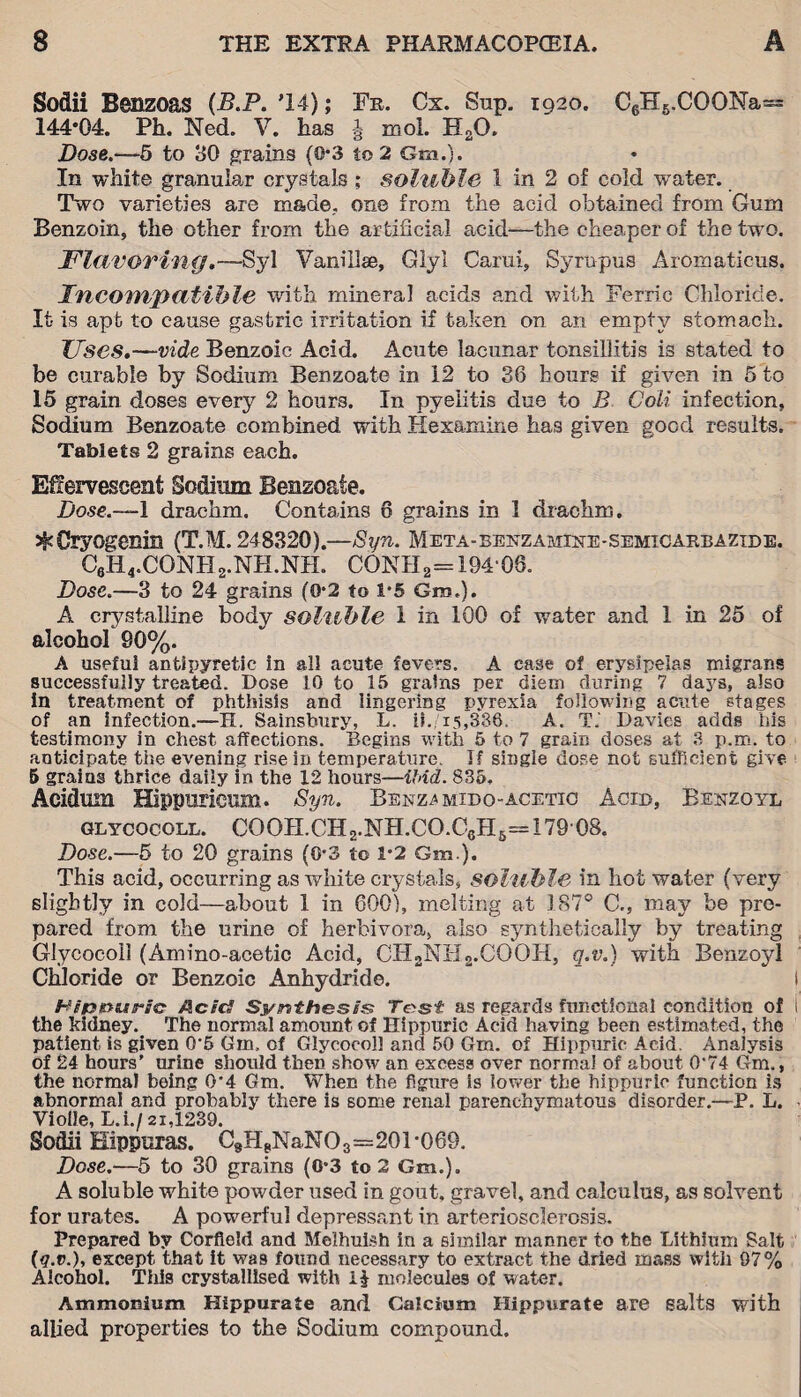 8 THE EXTRA PHARMACOPŒIA. A
Sodii Benzoas (B.P. '14); Fr. Cx. Sup. 1920. C₆H₅.COONa=
144·04. Ph. Ned. V. has ½ mol. H₂O.
Dose.—5 to 30 grains (0·3 to 2 Gm.).
In white granular crystals; soluble 1 in 2 of cold water.
Two varieties are made, one from the acid obtained from Gum
Benzoin, the other from the artificial acid—the cheaper of the two.
Flavoring.—Syl Vanillæ, Glyl Carui, Syrupus Aromaticus.
Incompatible with mineral acids and with Ferric Chloride.
It is apt to cause gastric irritation if taken on an empty stomach.
Uses.—vide Benzoic Acid. Acute lacunar tonsillitis is stated to
be curable by Sodium Benzoate in 12 to 36 hours if given in 5 to
15 grain doses every 2 hours. In pyelitis due to B Coli infection,
Sodium Benzoate combined with Hexamine has given good results.
Tablets 2 grains each.
Effervescent Sodium Benzoate.
Dose.—1 drachm. Contains 6 grains in 1 drachm.
✻Cryogenin (T.M. 248320).—Syn. Meta-benzamine-semicarbazide.
C₆H₄.CONH₂.NH.NH. CONH₂=194·06.
Dose.—3 to 24 grains (0·2 to 1·5 Gm.).
A crystalline body soluble 1 in 100 of water and 1 in 25 of
alcohol 90%.
A useful antipyretic in all acute fevers. A case of erysipelas migrans
successfully treated. Dose 10 to 15 grains per diem during 7 days, also
in treatment of phthisis and lingering pyrexia following acute stages
of an infection.—H. Sainsbury, L. ii./15,336. A. T. Davies adds his
testimony in chest affections. Begins with 5 to 7 grain doses at 3 p.m. to
anticipate the evening rise in temperature. If single dose not sufficient give
5 grains thrice daily in the 12 hours—ibid. 835.
Acidum Hippuricum. Syn. Benzamido-acetic Acid, Benzoyl
glycocoll. COOH.CH₂.NH.CO.C₆H₅=179·08.
Dose.—5 to 20 grains (0·3 to 1·2 Gm.).
This acid, occurring as white crystals, soluble in hot water (very
slightly in cold—about 1 in 600), melting at 187° C., may be pre-
pared from the urine of herbivora, also synthetically by treating
Glycocoll (Amino-acetic Acid, CH₂NH₂.COOH, q.v.) with Benzoyl
Chloride or Benzoic Anhydride.
Hippuric Acid Synthesis Test as regards functional condition of
the kidney. The normal amount of Hippuric Acid having been estimated, the
patient is given 0·5 Gm. of Glycocoll and 50 Gm. of Hippuric Acid. Analysis
of 24 hours' urine should then show an excess over normal of about 0·74 Gm.,
the normal being 0·4 Gm. When the figure is lower the hippuric function is
abnormal and probably there is some renal parenchymatous disorder.—P. L.
Violle, L.i./21,1239.
Sodii Hippuras. C₉H₈NaNO₃=201·069.
Dose.—5 to 30 grains (0·3 to 2 Gm.).
A soluble white powder used in gout, gravel, and calculus, as solvent
for urates. A powerful depressant in arteriosclerosis.
Prepared by Corfield and Melhuish in a similar manner to the Lithium Salt
(q.v.), except that it was found necessary to extract the dried mass with 97%
Alcohol. This crystallised with 1½ molecules of water.
Ammonium Hippurate and Calcium Hippurate are salts with
allied properties to the Sodium compound.